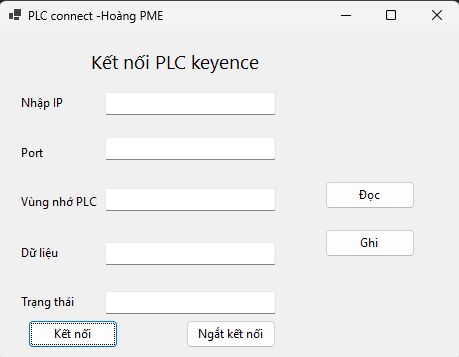 PLC connect -Hoàng PME
Kết nối PLC keyence
Nhập IP
Port
Vùng nhớ PLC
Đọc
Ghi
Dữ liệu
Trạng thái
Kết nối
Ngắt kết nối